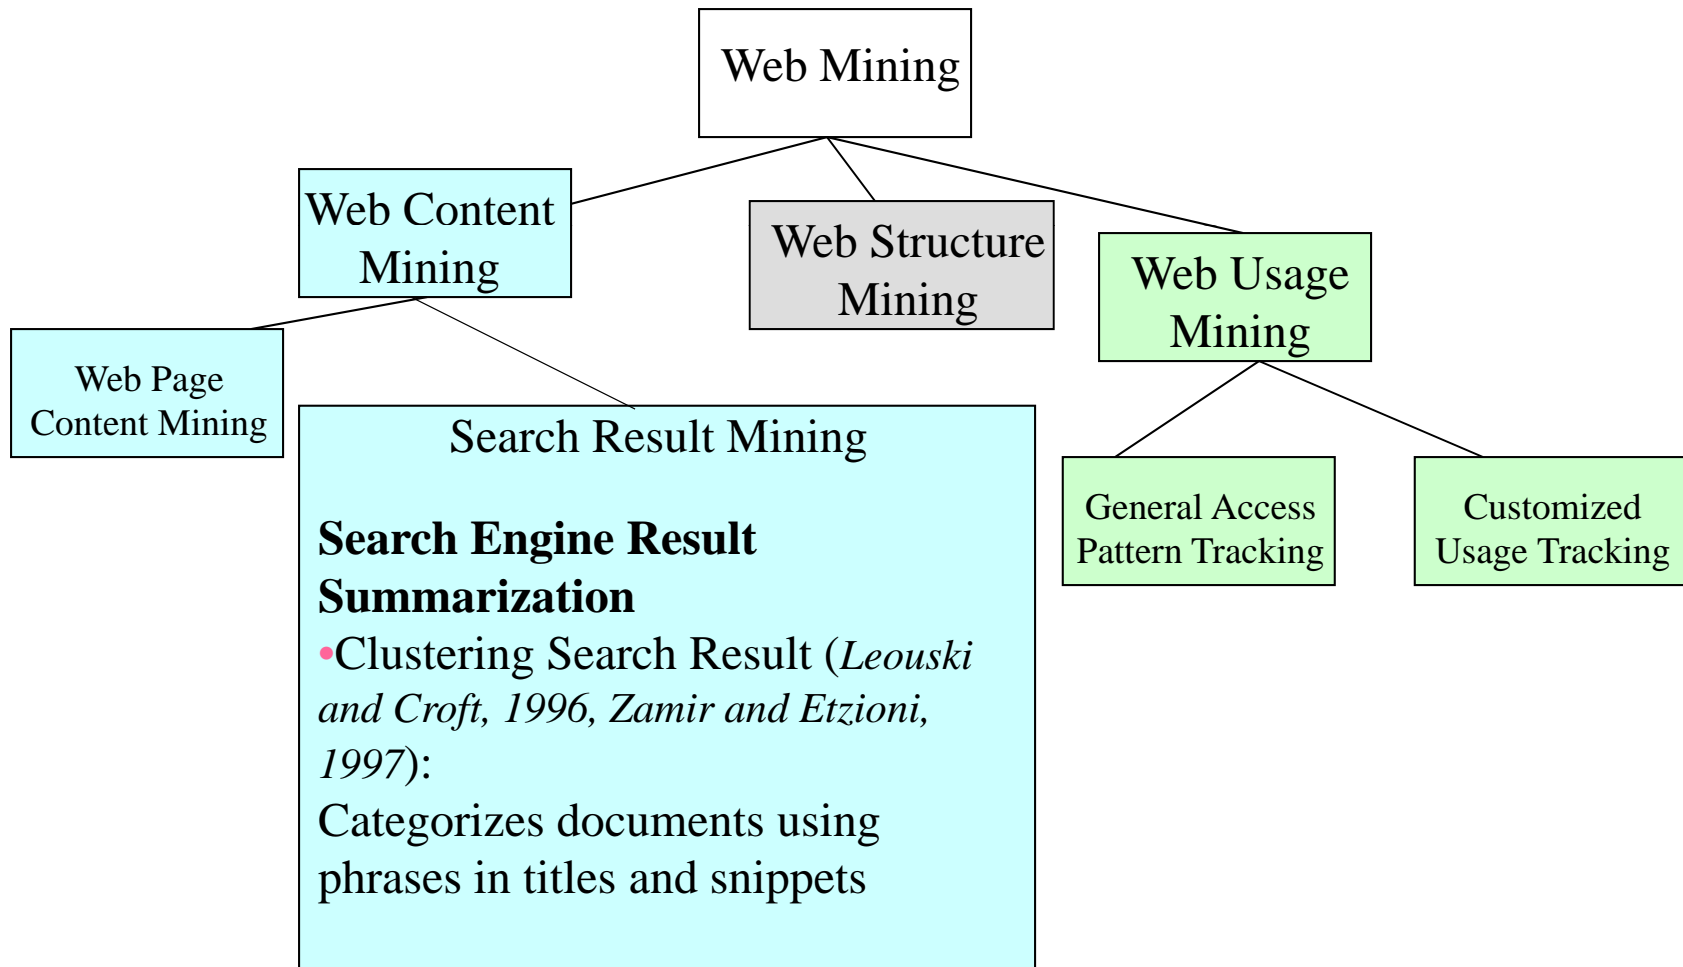 Web Mining
Web Content
Mining
Web Structure
Mining
Web Usage
Mining
Web Page
Content Mining
Search Result Mining
Search Engine Result
Summarization
•Clustering Search Result (Leouski
and Croft, 1996, Zamir and Etzioni,
1997):
Categorizes documents using
phrases in titles and snippets
General Access
Pattern Tracking
Customized
Usage Tracking